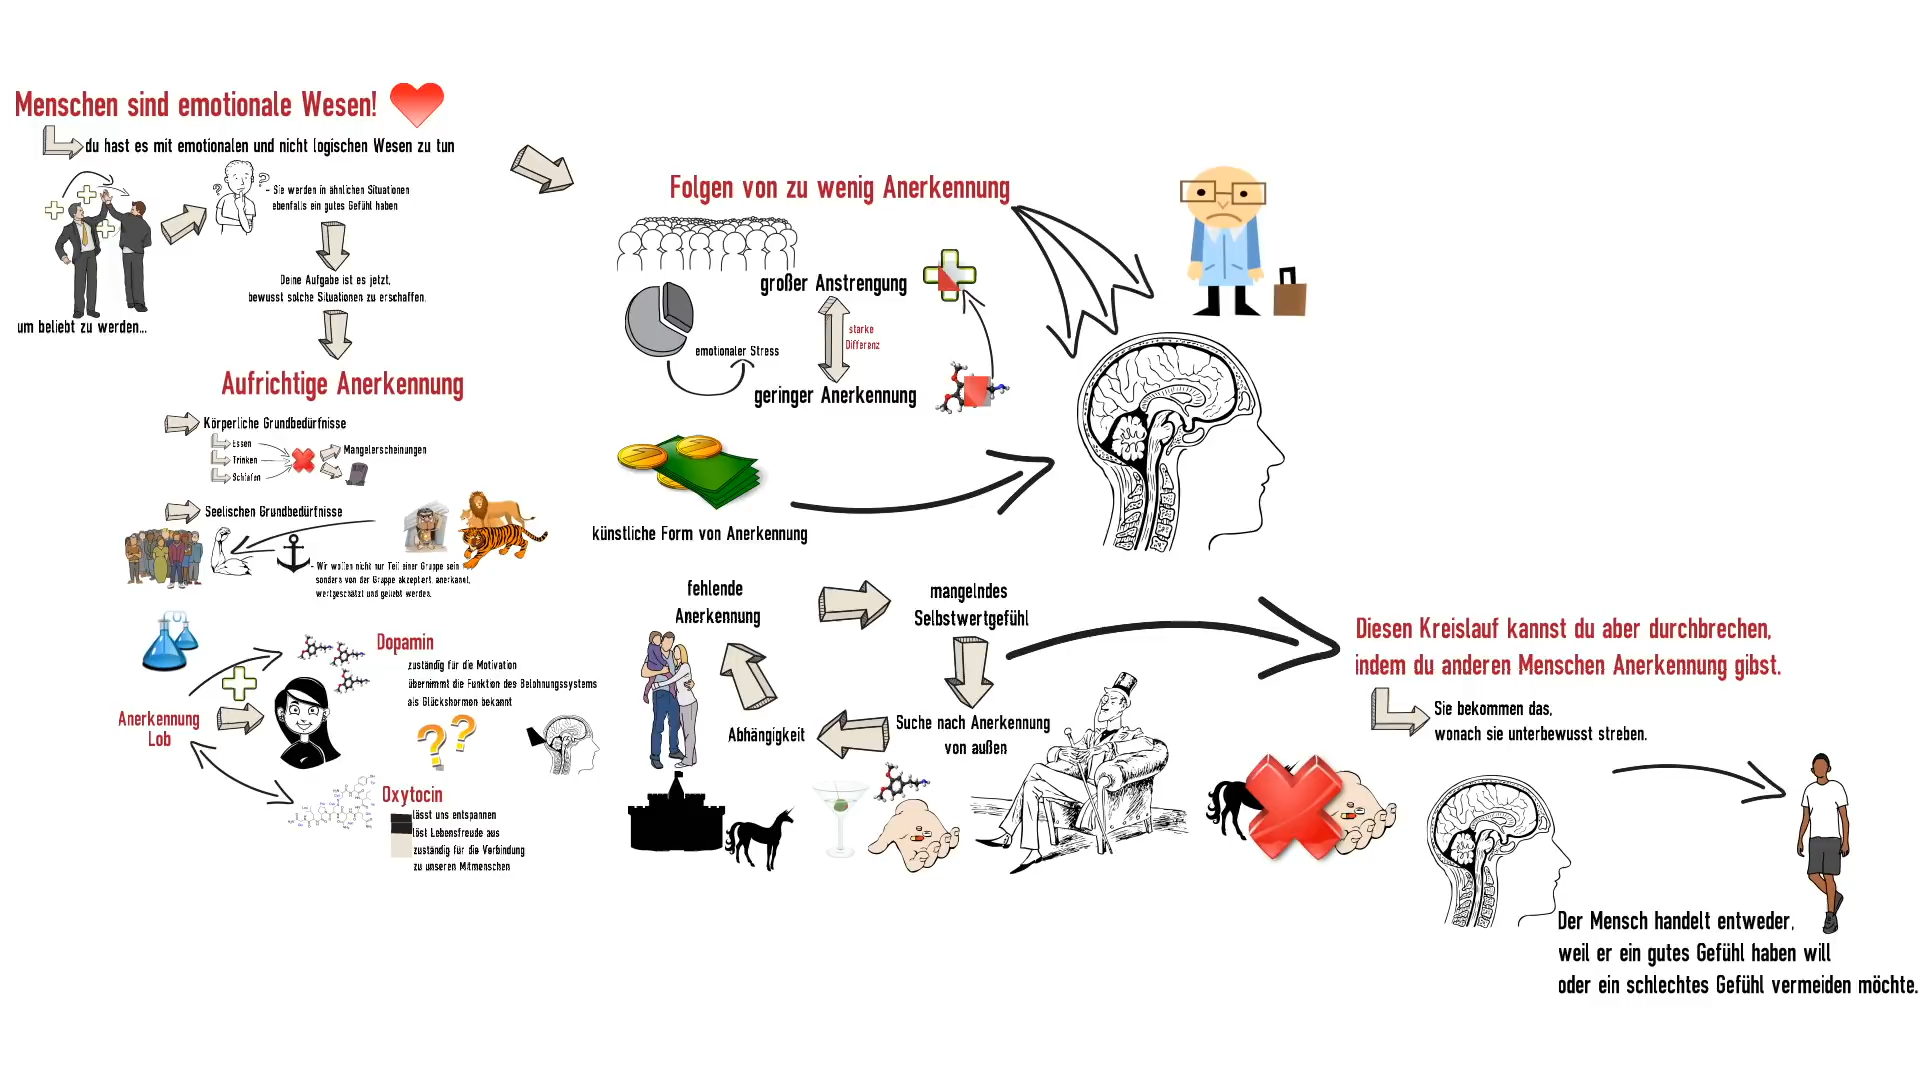 Menschen sind emotionale Wesen!
du hast es mit emotionalen und nicht logischen Wesen zu tun
- Sie werden in ähnlichen Situationen
ebenfalls ein gutes Gefühl haben
Deine Aufgabe ist es jetzt,
bewusst solche Situationen zu erschaffen.
um beliebt zu werden...
Aufrichtige Anerkennung
Körperliche Grundbedürfnisse
Essen
Trinken
Schlafen
Mangelerscheinungen
Seelischen Grundbedürfnisse
- Wir wollen nicht nur Teil einer Gruppe sein
sondern von der Gruppe akzeptiert, anerkannt,
wertgeschätzt und geliebt werden.
Dopamin
zuständig für die Motivation
übernimmt die Funktion des Belohnungssystems
als Glückshormon bekannt
Anerkennung
Lob
Oxytocin
lässt uns entspannen
löst Lebensfreude aus
zuständig für die Verbindung
zu unseren Mitmenschen
Folgen von zu wenig Anerkennung
großer Anstrengung
starke
Differenz
emotionaler Stress
geringer Anerkennung
künstliche Form von Anerkennung
fehlende
Anerkennung
mangelndes
Selbstwertgefühl
Suche nach Anerkennung
von außen
Abhängigkeit
Diesen Kreislauf kannst du aber durchbrechen,
indem du anderen Menschen Anerkennung gibst.
Sie bekommen das,
wonach sie unterbewusst streben.
Der Mensch handelt entweder,
weil er ein gutes Gefühl haben will
oder ein schlechtes Gefühl vermeiden möchte.